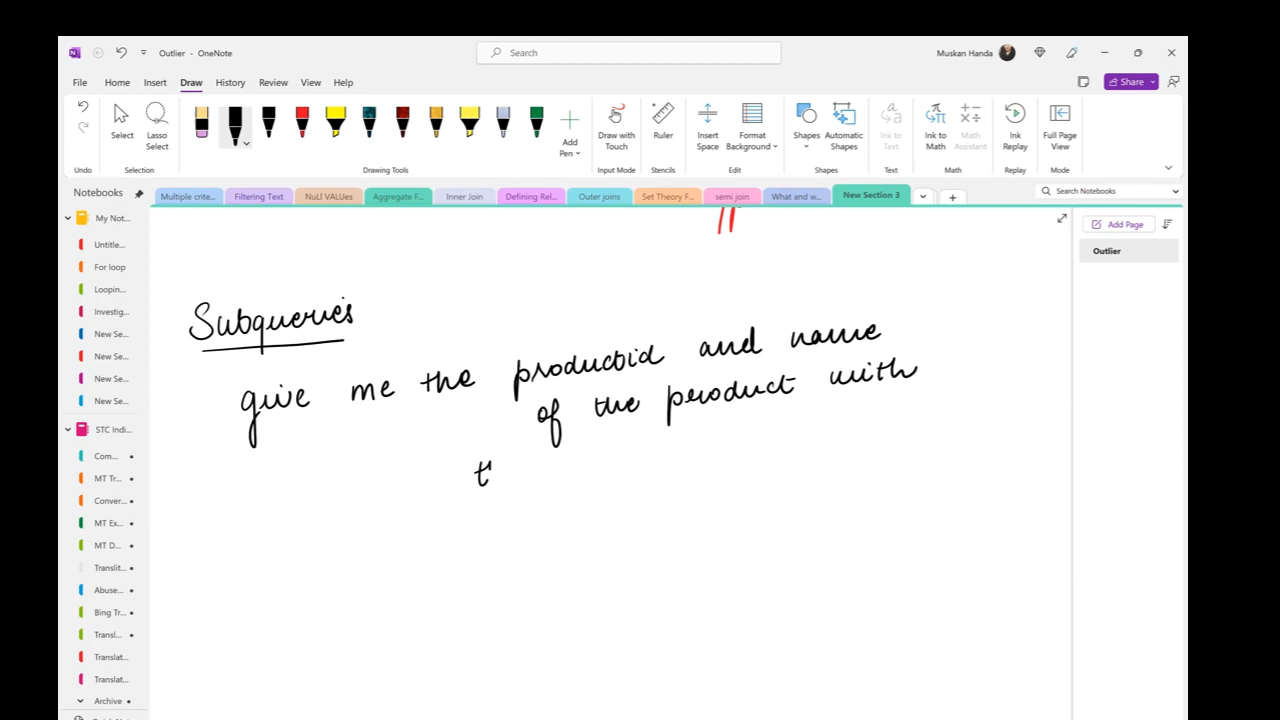 Outlier - OneNote
Search
Muskan Handa
File Home Insert Draw History Review View Help
Share
Undo
Select
Lasso Select
Selection
Drawing Tools
Add Pen
Draw with Touch
Input Mode
Ruler
Stencils
Insert Space
Format Background
Edit
Shapes
Automatic Shapes
Shapes
Ink to Text
Text
Ink to Math
Math Assistant
Math
Ink Replay
Replay
Full Page View
Mode
Notebooks
Multiple crite... Filtering Text NuLl VALUes Aggregate F... Inner Join Defining Rel... Outer joins Set Theory F... semi join What and w... New Section 3
Search Notebooks
My Not...
Untitle...
For loop
Loopin...
Investig...
New Se...
New Se...
New Se...
New Se...
STC Indi...
Com...
MT Tr...
Conver...
MT Ex...
MT D...
Translit...
Abuse...
Bing Tr...
Transl...
Translat...
Translat...
Archive
Subqueries
give me the productid and name
of the product with
t
Add Page
Outlier